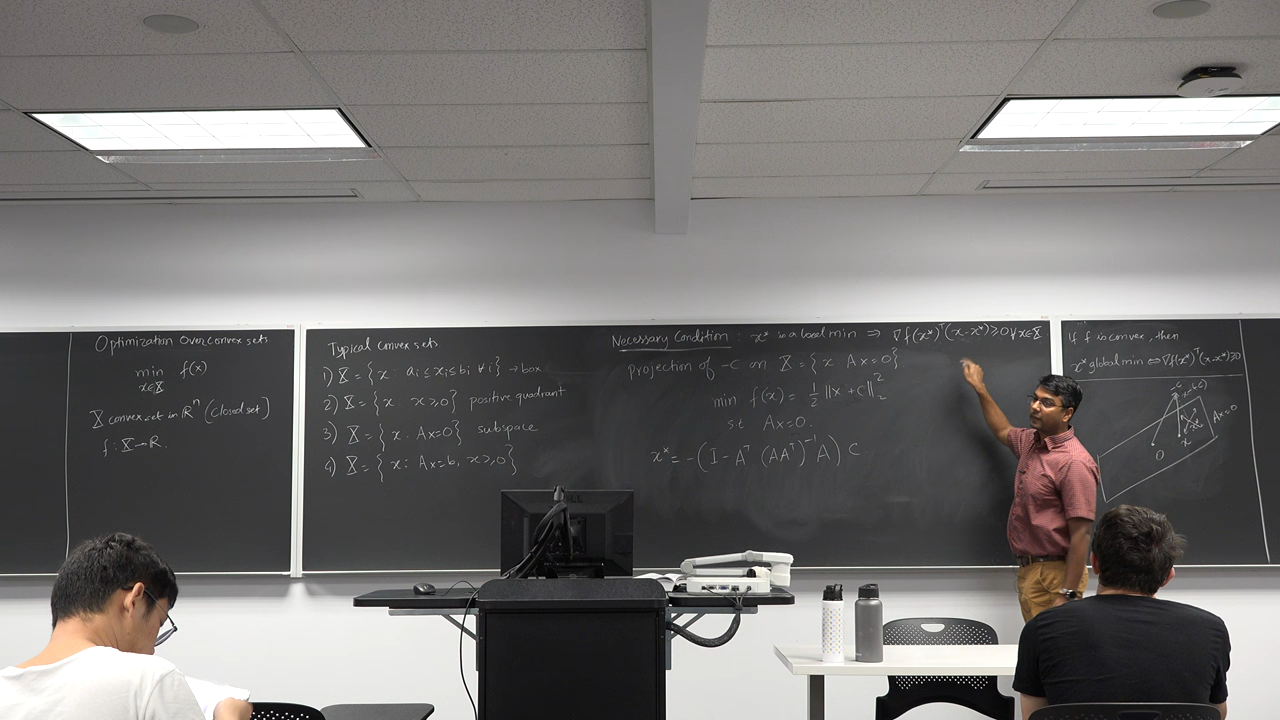 Optimization Over convex sets
min f(x)
x∈X
X convex set in Rⁿ (closed set)
f: X→R.
Typical convex sets
1) X = {x: aᵢ ≤ xᵢ ≤ bᵢ ∀i} → box
2) X = {x x≥0} positive quadrant
3) X = {x. Ax=0} subspace
4) X = {x: Ax=b, x≥0}
Necessary Condition: x* is a local min ⇒ ∇f(x*)ᵀ(x-x*)≥0 ∀x∈X
projection of -c on X = {x Ax=0}
min f(x) = 1/2 ||x+c||²₂
s.t Ax=0.
x* = -(I-Aᵀ(AAᵀ)⁻¹A) C
If f is convex, then
x* global min ⇔ ∇f(x*)ᵀ(x-x*)≥0
-c
Ax=0
x*
x
0
DELL